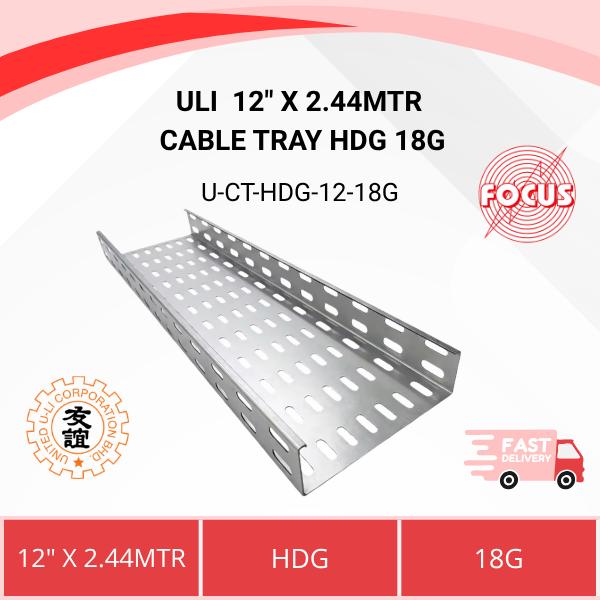 ULI 12" X 2.44MTR
CABLE TRAY HDG 18G
U-CT-HDG-12-18G
FOCUS
UNITED U-LI CORPORATION BHD
友
誼
FAST
DELIVERY
12" X 2.44MTR
HDG
18G